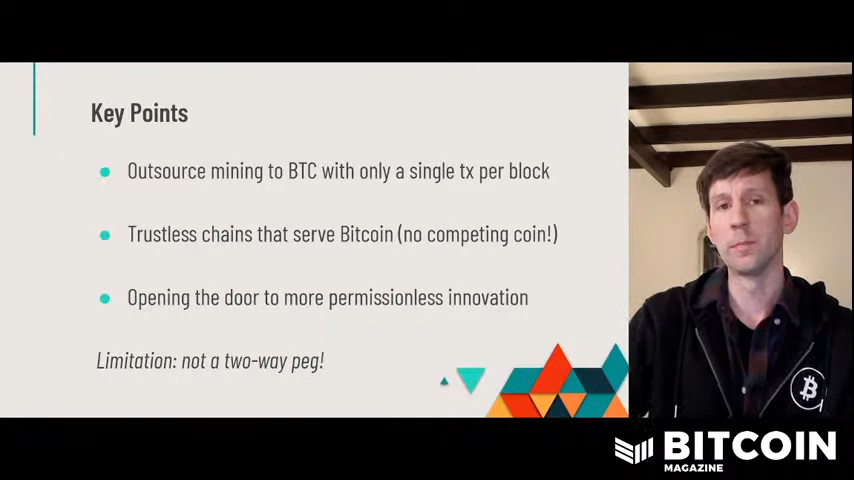 Key Points
Outsource mining to BTC with only a single tx per block
Trustless chains that serve Bitcoin (no competing coin!)
Opening the door to more permissionless innovation
Limitation: not a two-way peg!
BITCOIN
MAGAZINE